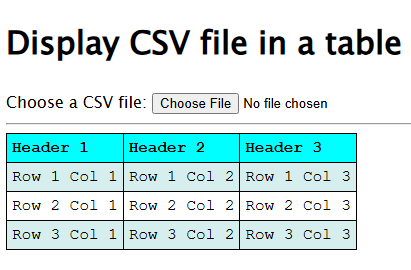 Display CSV file in a table
Choose a CSV file: Choose File No file chosen
Header 1 Header 2 Header 3
Row 1 Col 1 Row 1 Col 2 Row 1 Col 3
Row 2 Col 1 Row 2 Col 2 Row 2 Col 3
Row 3 Col 1 Row 3 Col 2 Row 3 Col 3